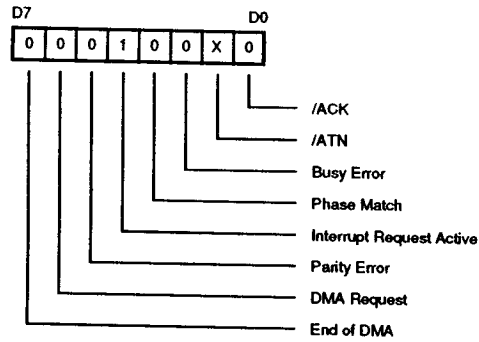 D7 D0
0 0 0 1 0 0 X 0
/ACK
/ATN
Busy Error
Phase Match
Interrupt Request Active
Parity Error
DMA Request
End of DMA